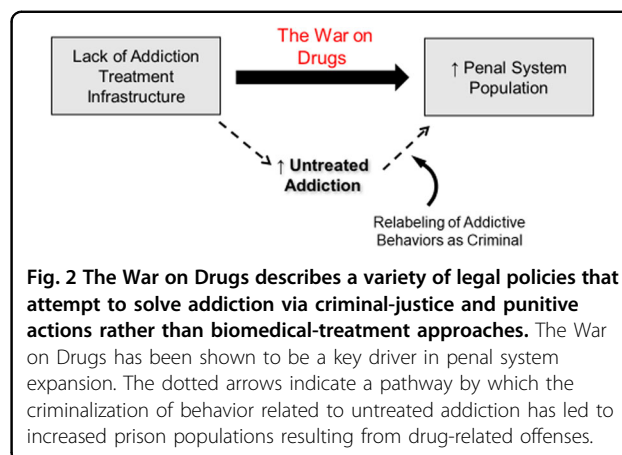 The War on
Drugs
Lack of Addiction
Treatment
Infrastructure
↑ Penal System
Population
↑ Untreated
Addiction
Relabeling of Addictive
Behaviors as Criminal
Fig. 2 The War on Drugs describes a variety of legal policies that
attempt to solve addiction via criminal-justice and punitive
actions rather than biomedical-treatment approaches. The War
on Drugs has been shown to be a key driver in penal system
expansion. The dotted arrows indicate a pathway by which the
criminalization of behavior related to untreated addiction has led to
increased prison populations resulting from drug-related offenses.